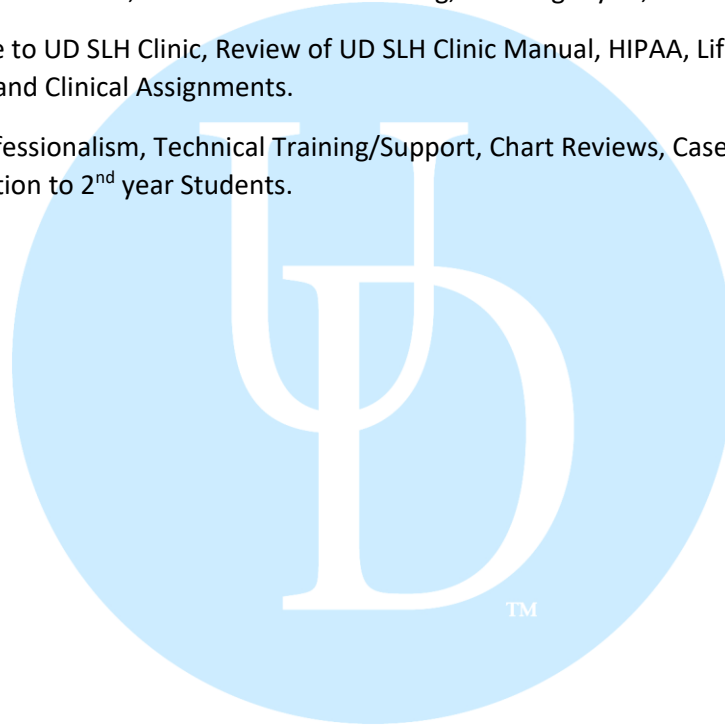 e to UD SLH Clinic, Review of UD SLH Clinic Manual, HIPAA, Lif
and Clinical Assignments.
fessionalism, Technical Training/Support, Chart Reviews, Case
tion to 2nd year Students.
UD
TM